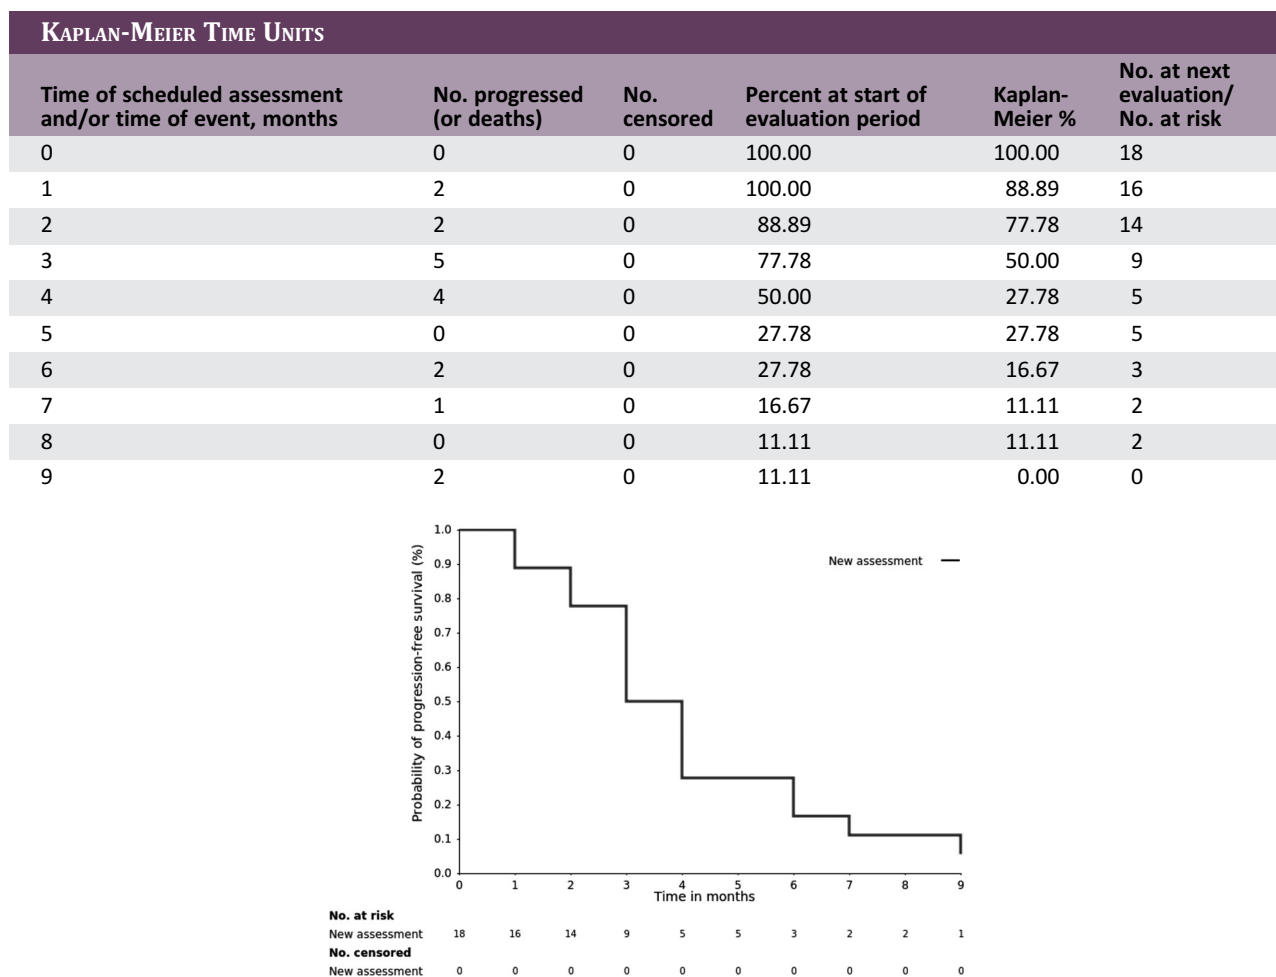 KAPLAN-MEIER TIME UNITS
Time of scheduled assessment and/or time of event, months No. progressed (or deaths) No. censored Percent at start of evaluation period Kaplan-Meier % No. at next evaluation/ No. at risk
0 0 0 100.00 100.00 18
1 2 0 100.00 88.89 16
2 2 0 88.89 77.78 14
3 5 0 77.78 50.00 9
4 4 0 50.00 27.78 5
5 0 0 27.78 27.78 5
6 2 0 27.78 16.67 3
7 1 0 16.67 11.11 2
8 0 0 11.11 11.11 2
9 2 0 11.11 0.00 0
Probability of progression-free survival (%)
1.0
0.9
0.8
0.7
0.6
0.5
0.4
0.3
0.2
0.1
0.0
New assessment
0 1 2 3 4 5 6 7 8 9
Time in months
No. at risk
New assessment 18 16 14 9 5 5 3 2 2 1
No. censored
New assessment 0 0 0 0 0 0 0 0 0 0